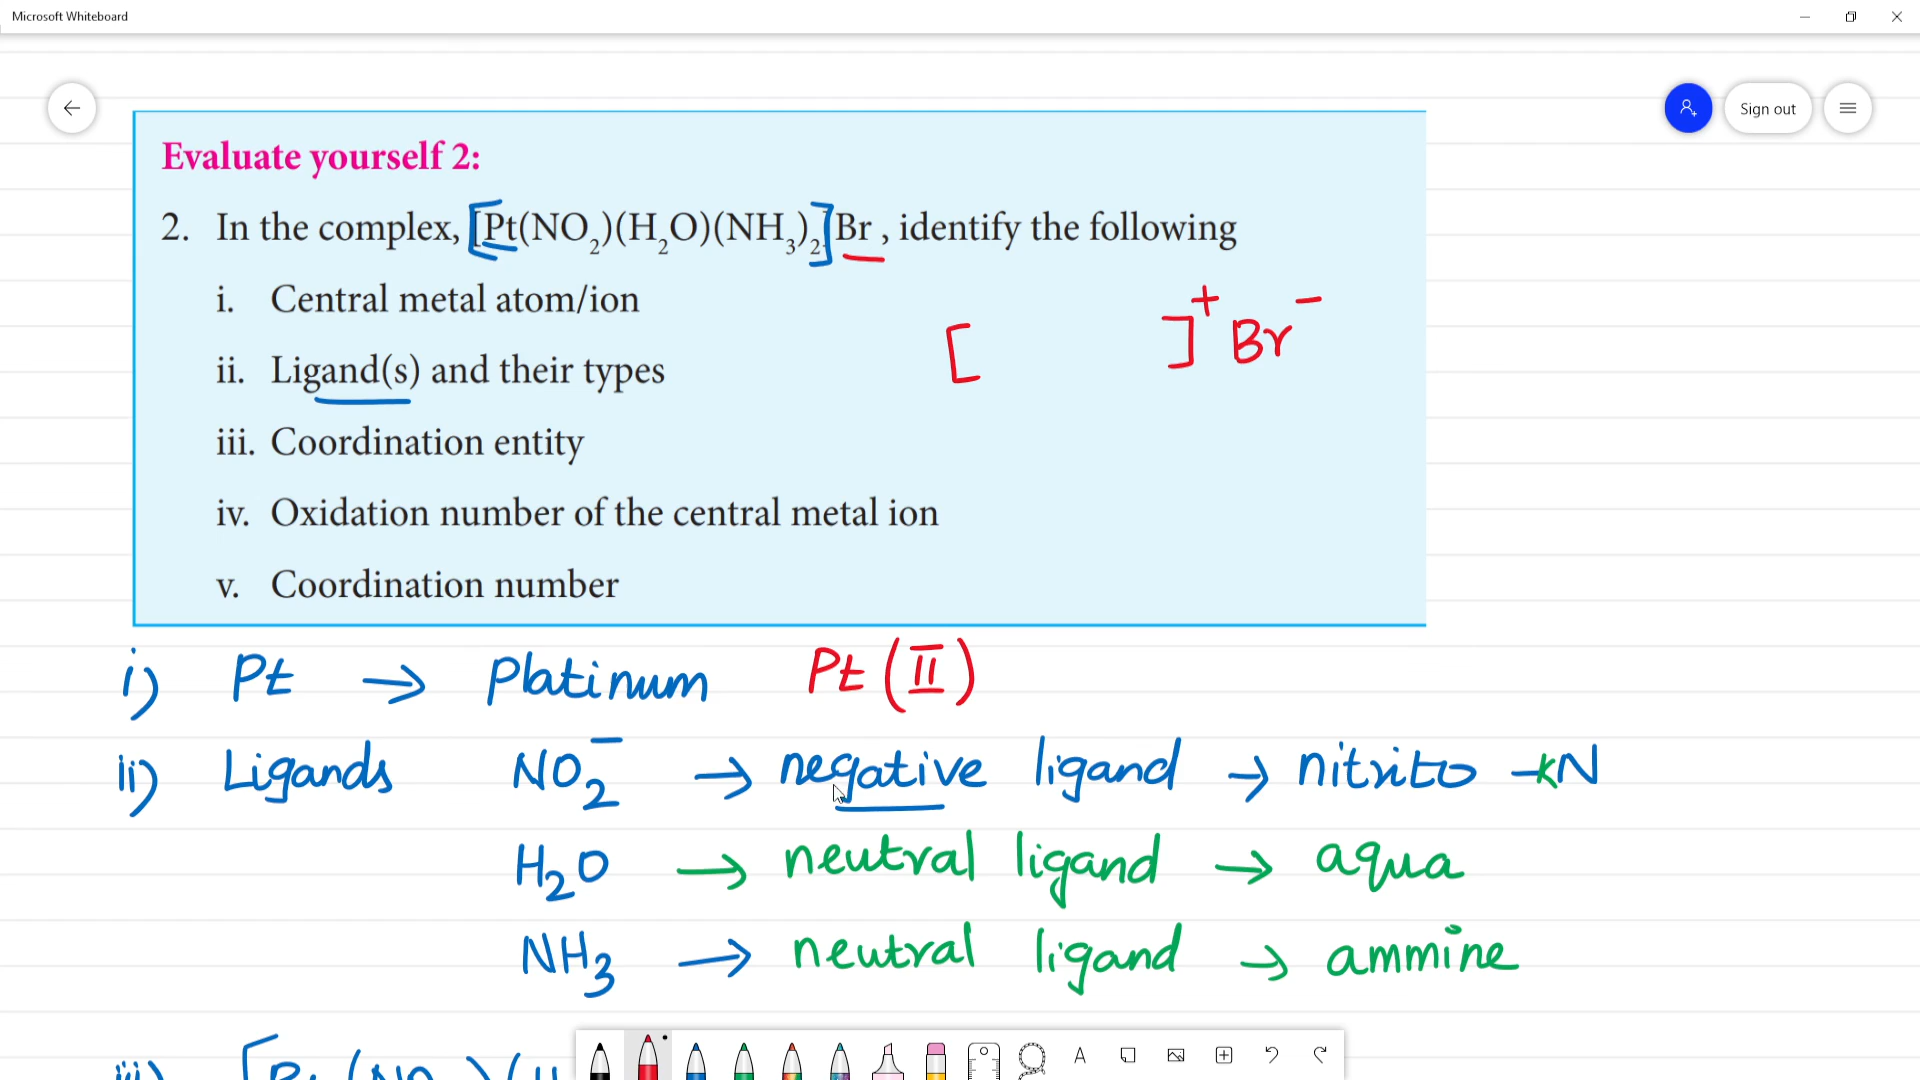 Microsoft Whiteboard
Sign out
Evaluate yourself 2:
2. In the complex, [Pt(NO₂)(H₂O)(NH₃)₂]Br , identify the following
i. Central metal atom/ion
[ ]⁺ Br⁻
ii. Ligand(s) and their types
iii. Coordination entity
iv. Oxidation number of the central metal ion
v. Coordination number
i) Pt → Platinum Pt (II)
ii) Ligands NO₂⁻ → negative ligand → nitrito -κN
H₂O → neutral ligand → aqua
NH₃ → neutral ligand → ammine
iii)
A